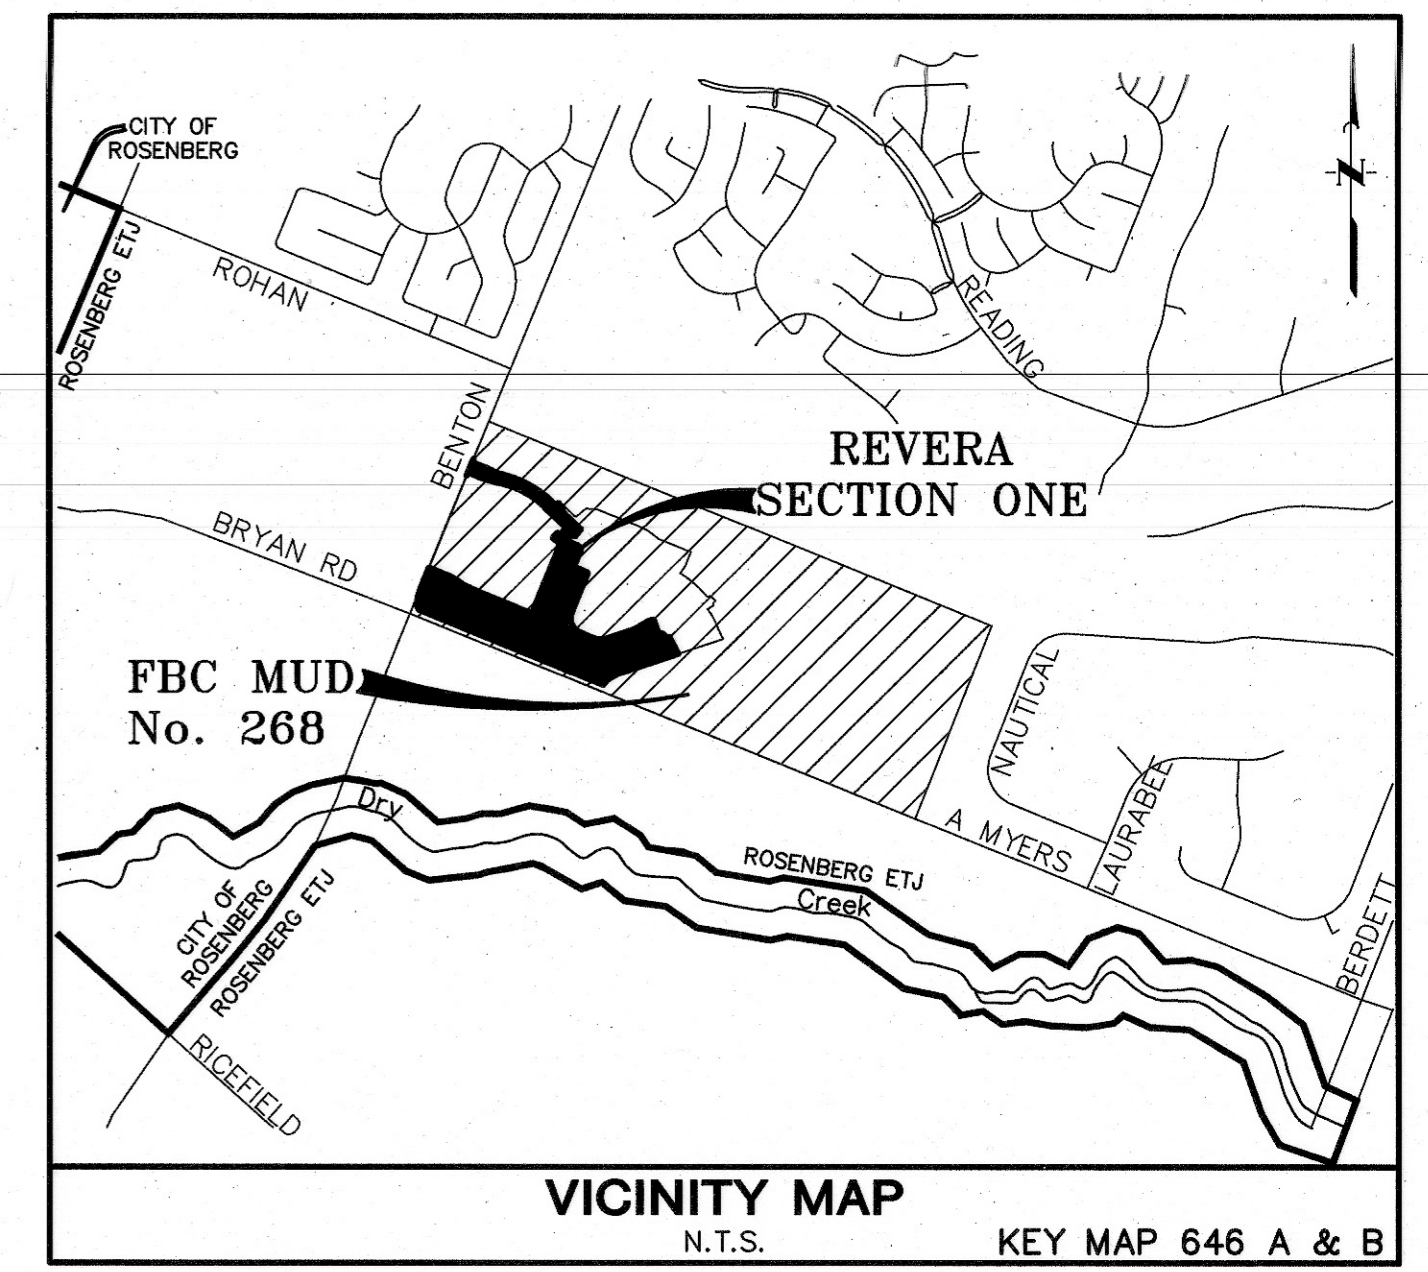 CITY OF
ROSENBERG
N
ROSENBERG ETJ
ROHAN
READING
BENTON
REVERA
SECTION ONE
BRYAN RD
FBC MUD
No. 268
NAUTICAL
LAURABEE
Dry
A MYERS
ROSENBERG ETJ
Creek
CITY OF
ROSENBERG
ROSENBERG ETJ
BERDETT
RICEFIELD
VICINITY MAP
N.T.S.
KEY MAP 646 A & B